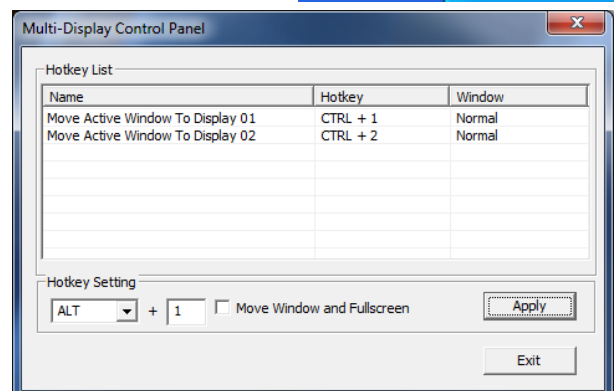 Multi-Display Control Panel
Hotkey List
Name Hotkey Window
Move Active Window To Display 01 CTRL + 1 Normal
Move Active Window To Display 02 CTRL + 2 Normal
Hotkey Setting
ALT + 1 Move Window and Fullscreen Apply
Exit